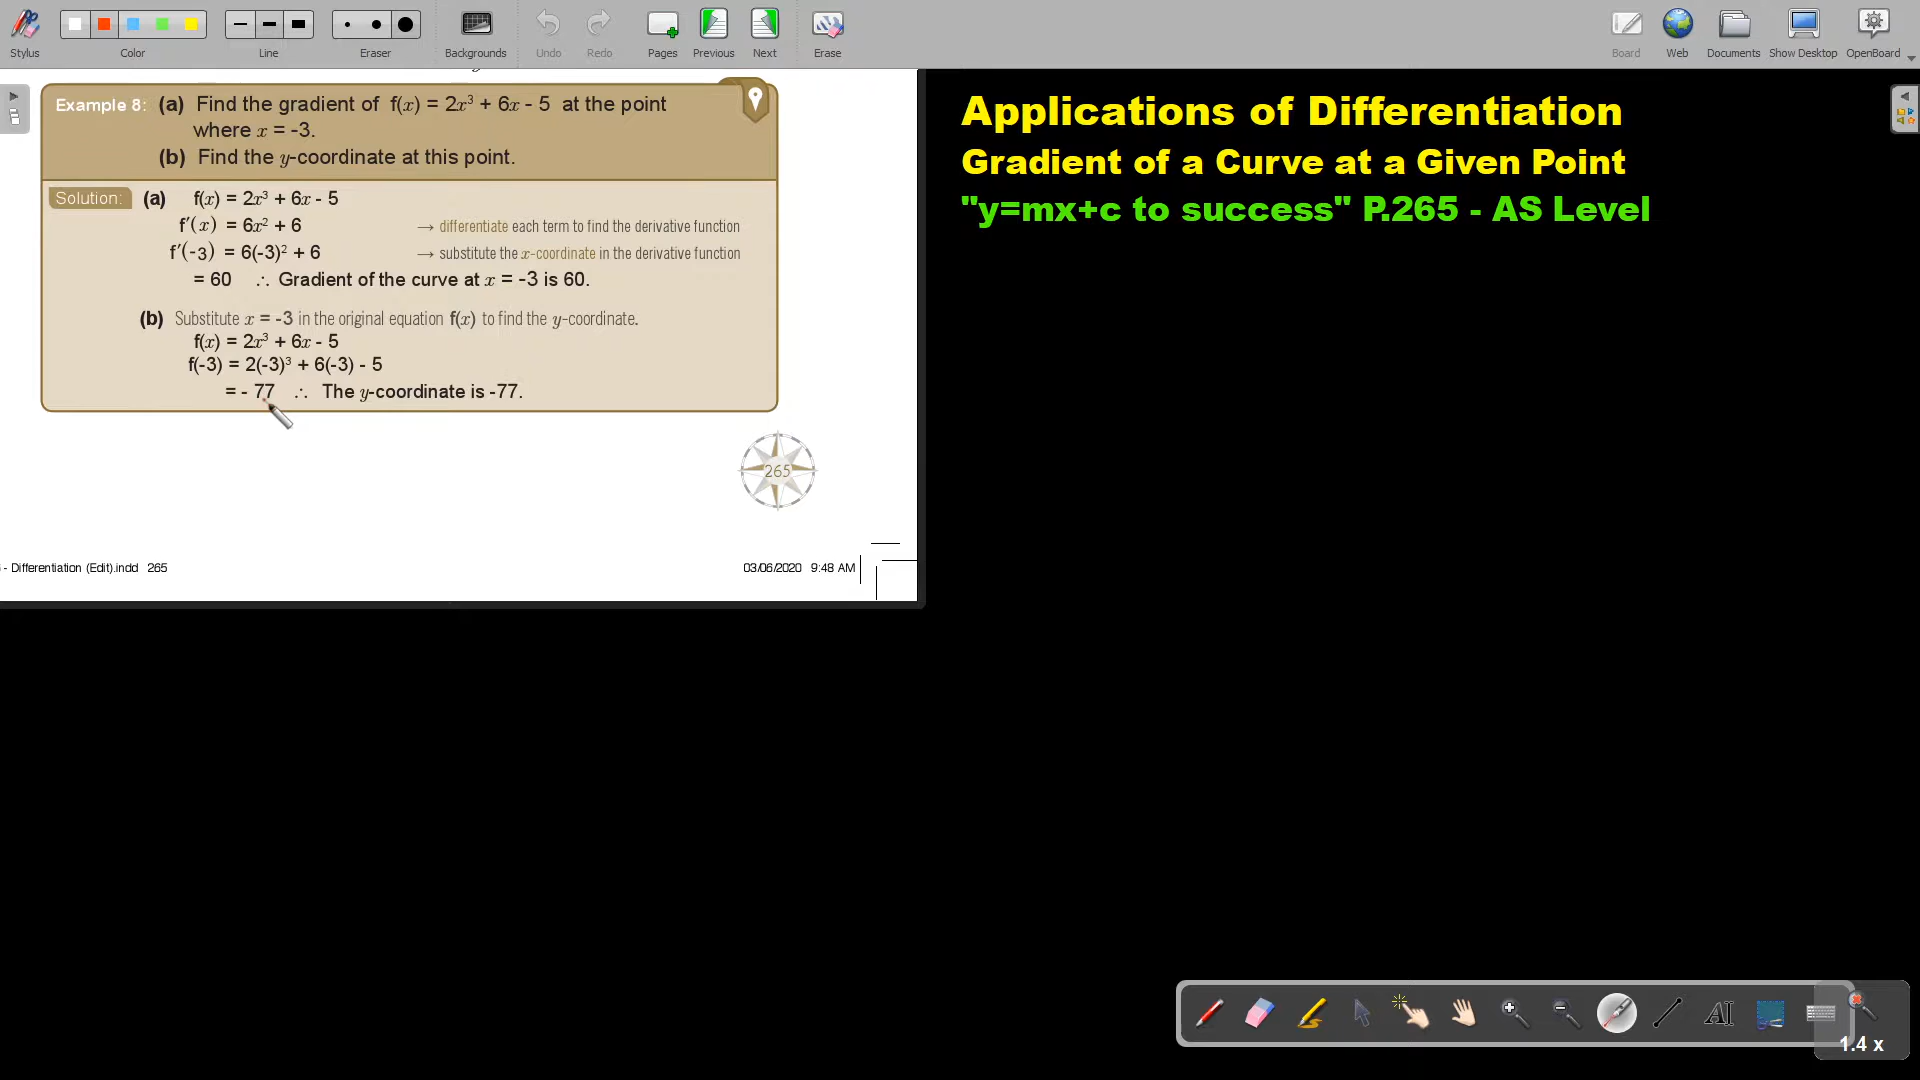 Stylus
Color
Line
Eraser
Backgrounds
Undo
Redo
Pages
Previous
Next
Erase
Board
Web
Documents
Show Desktop
OpenBoard
Example 8: (a) Find the gradient of f(x) = 2x³ + 6x - 5 at the point
where x = -3.
(b) Find the y-coordinate at this point.
Solution: (a) f(x) = 2x³ + 6x - 5
f′(x) = 6x² + 6 → differentiate each term to find the derivative function
f′(-3) = 6(-3)² + 6 → substitute the x-coordinate in the derivative function
= 60 ∴ Gradient of the curve at x = -3 is 60.
(b) Substitute x = -3 in the original equation f(x) to find the y-coordinate.
f(x) = 2x³ + 6x - 5
f(-3) = 2(-3)³ + 6(-3) - 5
= - 77 ∴ The y-coordinate is -77.
265
- Differentiation (Edit).indd 265
03/06/2020 9:48 AM
Applications of Differentiation
Gradient of a Curve at a Given Point
"y=mx+c to success" P.265 - AS Level
AI
1.4 x